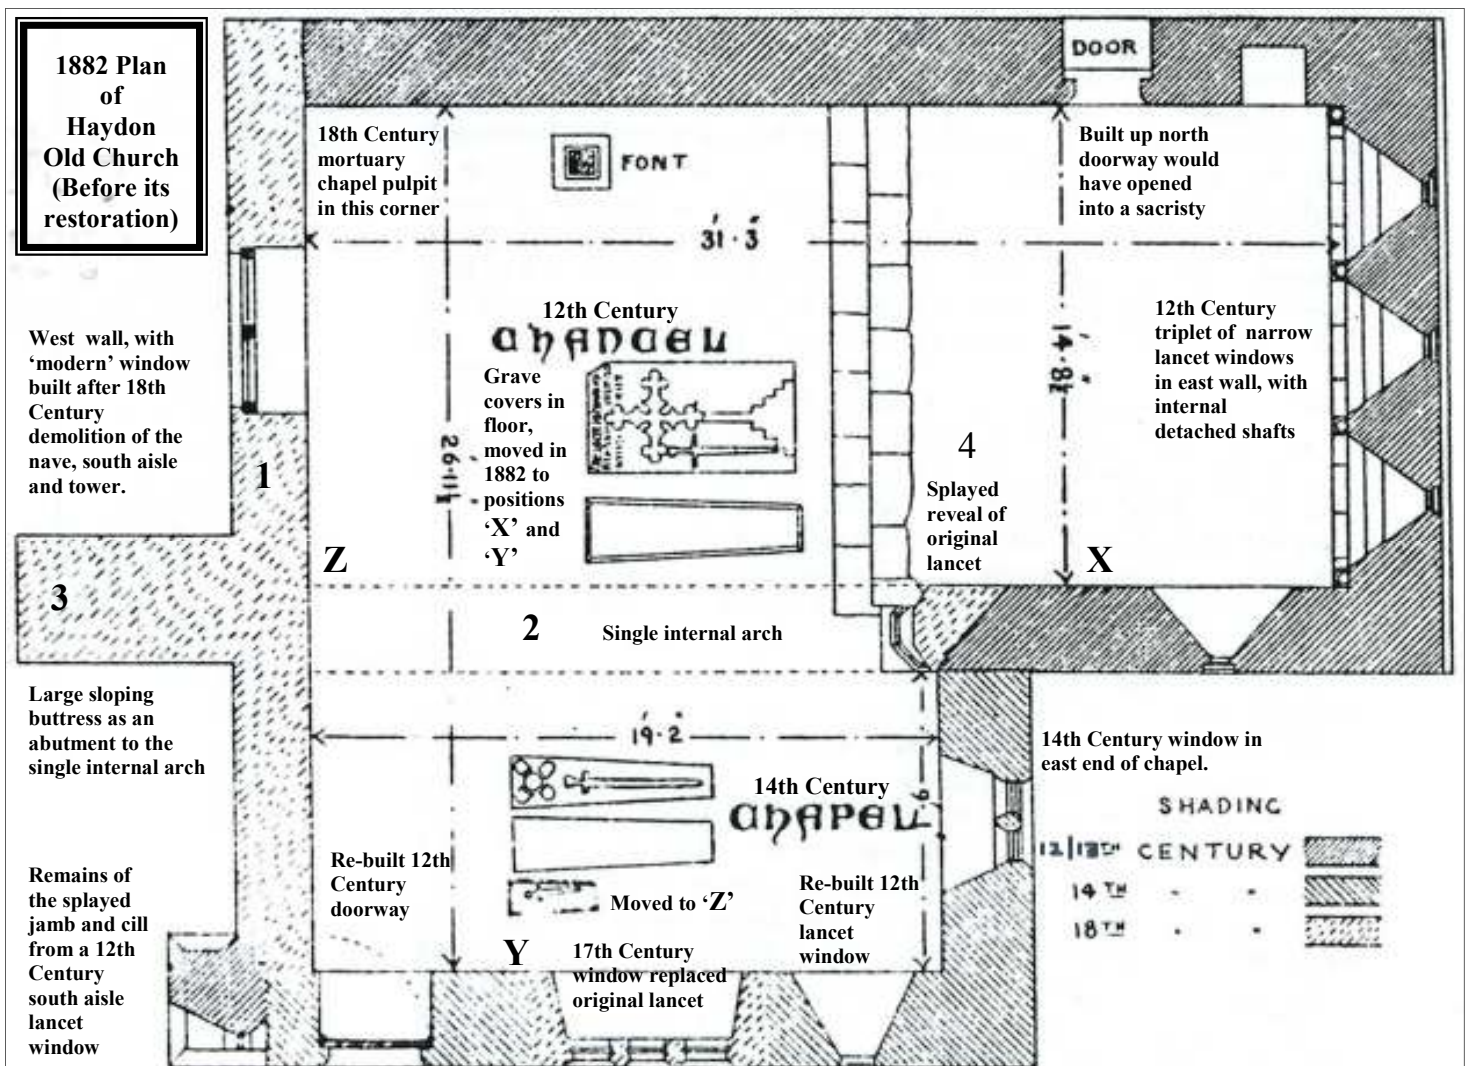 1882 Plan
of
Haydon
Old Church
(Before its
restoration)
DOOR
18th Century
mortuary
chapel pulpit
in this corner
FONT
Built up north
doorway would
have opened
into a sacristy
31·3
West wall, with
‘modern’ window
built after 18th
Century
demolition of the
nave, south aisle
and tower.
12th Century
CHANCEL
Grave
covers in
floor,
moved in
1882 to
positions
‘X’ and
‘Y’
14·8½
12th Century
triplet of narrow
lancet windows
in east wall, with
internal
detached shafts
26·11½
1
4
Splayed
reveal of
original
lancet
Z
X
3
2
Single internal arch
Large sloping
buttress as an
abutment to the
single internal arch
19·2
14th Century window in
east end of chapel.
14th Century
CHAPEL
SHADING
12/13TH CENTURY
14TH " "
18TH " "
Remains of
the splayed
jamb and cill
from a 12th
Century
south aisle
lancet
window
Re-built 12th
Century
doorway
Moved to ‘Z’
Re-built 12th
Century
lancet
window
Y
17th Century
window replaced
original lancet